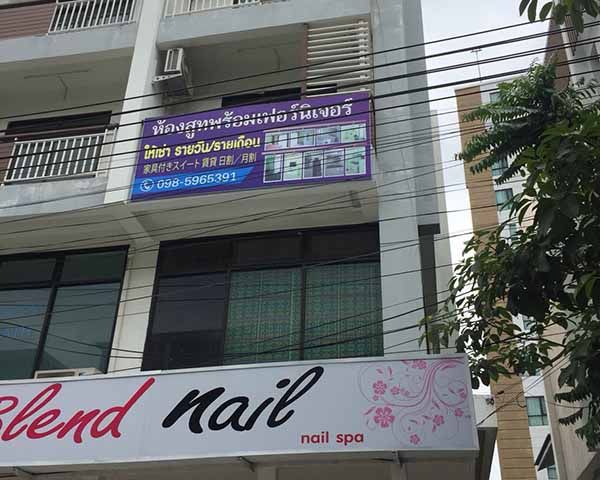 ห้องสูทพร้อมเฟอร์นิเจอร์
ให้เช่า รายวัน/รายเดือน
家具付きスイート 賃貸 日割/月割
098-5965391
Blend nail
nail spa